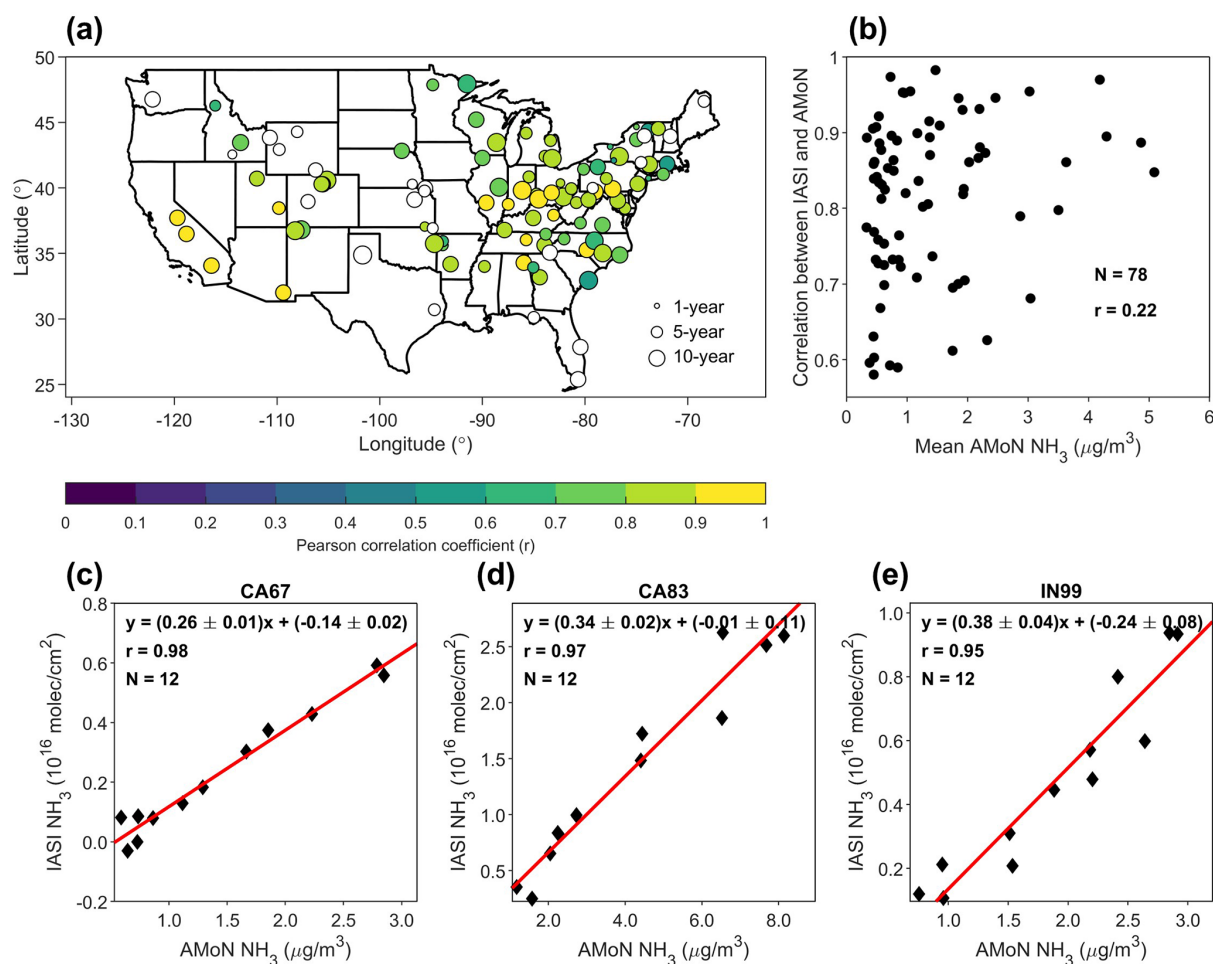 (a)
50
45
40
35
30
25
Latitude (°)
-130
-120
-110
-100
-90
-80
-70
Longitude (°)
1-year
5-year
10-year
(b)
1
0.9
0.8
0.7
0.6
Correlation between IASI and AMoN
N = 78
r = 0.22
0
1
2
3
4
5
6
Mean AMoN NH₃ (μg/m³)
0
0.1
0.2
0.3
0.4
0.5
0.6
0.7
0.8
0.9
1
Pearson correlation coefficient (r)
(c)
CA67
y = (0.26 ± 0.01)x + (-0.14 ± 0.02)
r = 0.98
N = 12
0.8
0.6
0.4
0.2
0.0
-0.2
IASI NH₃ (10¹⁶ molec/cm²)
1.0
1.5
2.0
2.5
3.0
AMoN NH₃ (μg/m³)
(d)
CA83
y = (0.34 ± 0.02)x + (-0.01 ± 0.11)
r = 0.97
N = 12
2.5
2.0
1.5
1.0
0.5
IASI NH₃ (10¹⁶ molec/cm²)
2.0
4.0
6.0
8.0
AMoN NH₃ (μg/m³)
(e)
IN99
y = (0.38 ± 0.04)x + (-0.24 ± 0.08)
r = 0.95
N = 12
1.0
0.8
0.6
0.4
0.2
IASI NH₃ (10¹⁶ molec/cm²)
1.0
1.5
2.0
2.5
3.0
AMoN NH₃ (μg/m³)